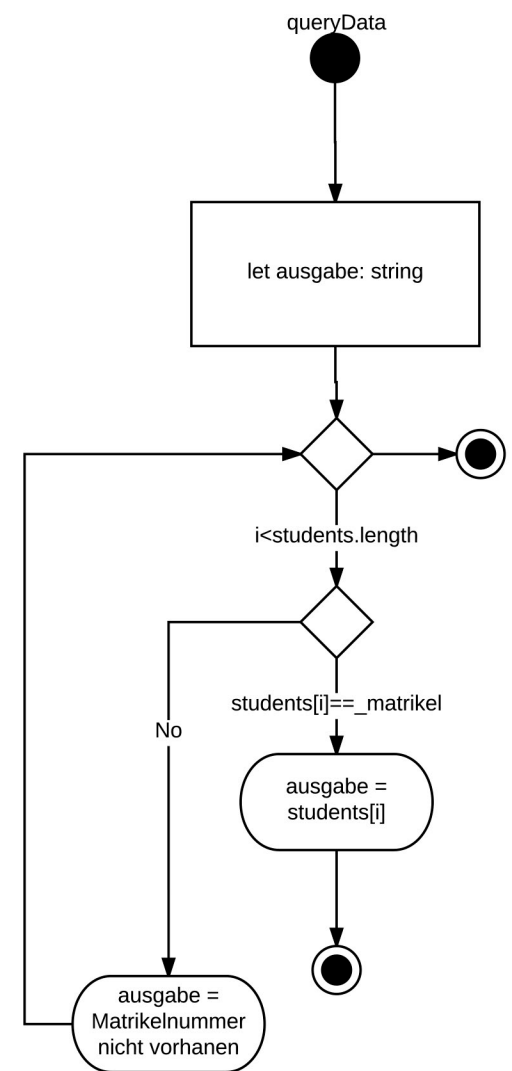 queryData
let ausgabe: string
i<students.length
students[i]==_matrikel
No
ausgabe =
students[i]
ausgabe =
Matrikelnummer
nicht vorhanen